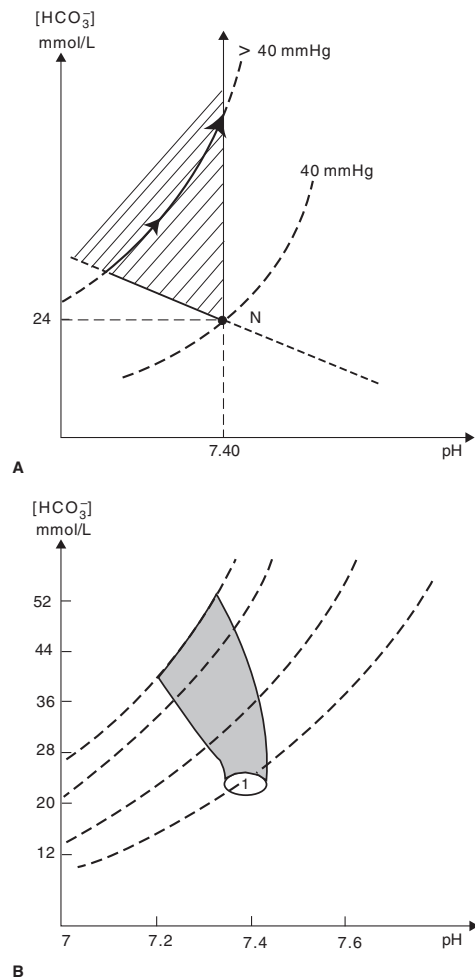 [HCO₃⁻]
mmol/L
> 40 mmHg
40 mmHg
24
N
7.40
pH
A
[HCO₃⁻]
mmol/L
52
44
36
28
20
12
1
7
7.2
7.4
7.6
pH
B